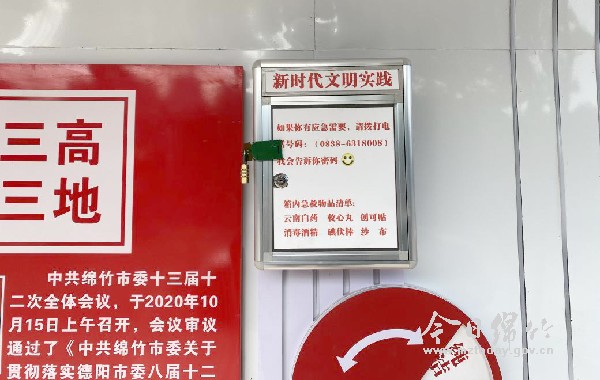 三高
三地
中共绵竹市委十三届十
二次全体会议，于2020年10
月15日上午召开，会议审议
通过了《中共绵竹市委关于
贯彻落实德阳市委八届十二
新时代文明实践
如果你有应急需要，請拨打电
号码：（0838-6318008）
我会告诉你密码
箱内急救物品清单：
云南白药 救心丸 创可贴
消毒酒精 碘伏棒 纱 布
今日绵竹
www.mztoday.gov.cn